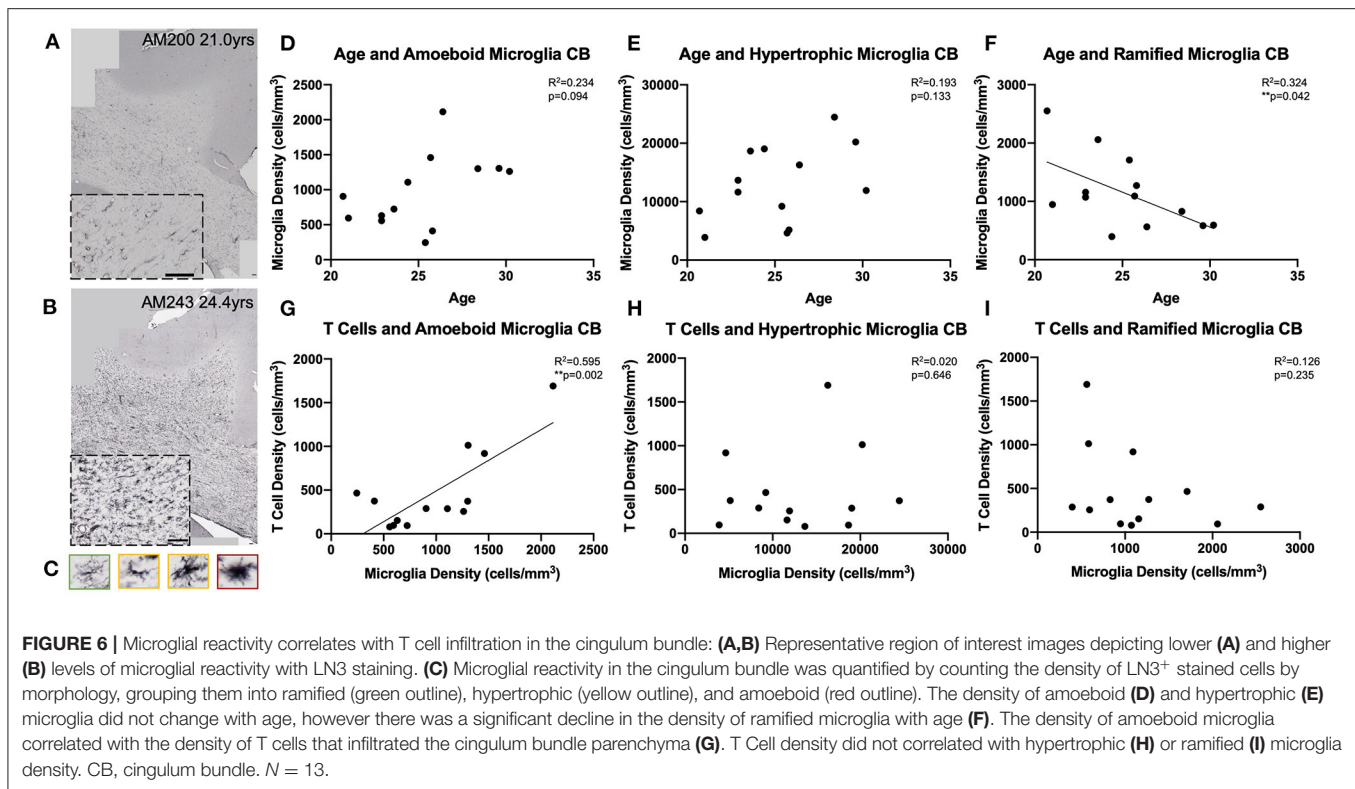 A
AM200 21.0yrs
B
AM243 24.4yrs
C
D
Age and Amoeboid Microglia CB
R²=0.234
p=0.094
Microglia Density (cells/mm³)
2500
2000
1500
1000
500
0
20
25
30
35
Age
E
Age and Hypertrophic Microglia CB
R²=0.193
p=0.133
Microglia Density (cells/mm³)
30000
20000
10000
0
20
25
30
35
Age
F
Age and Ramified Microglia CB
R²=0.324
**p=0.042
Microglia Density (cells/mm³)
3000
2000
1000
0
20
25
30
35
Age
G
T Cells and Amoeboid Microglia CB
R²=0.595
**p=0.002
T Cell Density (cells/mm³)
2000
1500
1000
500
0
0
500
1000
1500
2000
2500
Microglia Density (cells/mm³)
H
T Cells and Hypertrophic Microglia CB
R²=0.020
p=0.646
T Cell Density (cells/mm³)
2000
1500
1000
500
0
0
10000
20000
30000
Microglia Density (cells/mm³)
I
T Cells and Ramified Microglia CB
R²=0.126
p=0.235
T Cell Density (cells/mm³)
2000
1500
1000
500
0
0
1000
2000
3000
Microglia Density (cells/mm³)
FIGURE 6 | Microglial reactivity correlates with T cell infiltration in the cingulum bundle: (A,B) Representative region of interest images depicting lower (A) and higher
(B) levels of microglial reactivity with LN3 staining. (C) Microglial reactivity in the cingulum bundle was quantified by counting the density of LN3⁺ stained cells by
morphology, grouping them into ramified (green outline), hypertrophic (yellow outline), and amoeboid (red outline). The density of amoeboid (D) and hypertrophic (E)
microglia did not change with age, however there was a significant decline in the density of ramified microglia with age (F). The density of amoeboid microglia
correlated with the density of T cells that infiltrated the cingulum bundle parenchyma (G). T Cell density did not correlated with hypertrophic (H) or ramified (I) microglia
density. CB, cingulum bundle. N = 13.